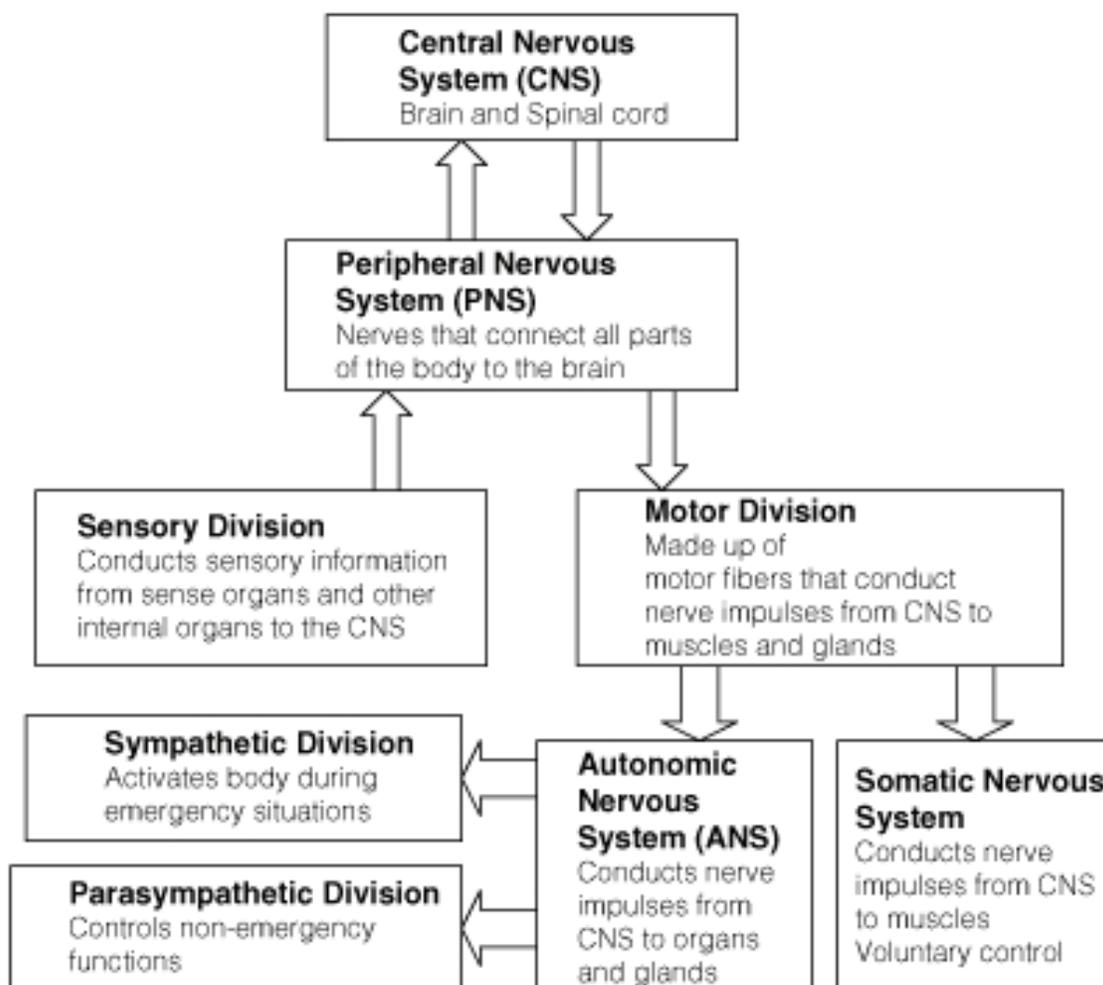 Central Nervous
System (CNS)
Brain and Spinal cord
Peripheral Nervous
System (PNS)
Nerves that connect all parts
of the body to the brain
Sensory Division
Conducts sensory information
from sense organs and other
internal organs to the CNS
Motor Division
Made up of
motor fibers that conduct
nerve impulses from CNS to
muscles and glands
Sympathetic Division
Activates body during
emergency situations
Parasympathetic Division
Controls non-emergency
functions
Autonomic
Nervous
System (ANS)
Conducts nerve
impulses from
CNS to organs
and glands
Somatic Nervous
System
Conducts nerve
impulses from CNS
to muscles
Voluntary control